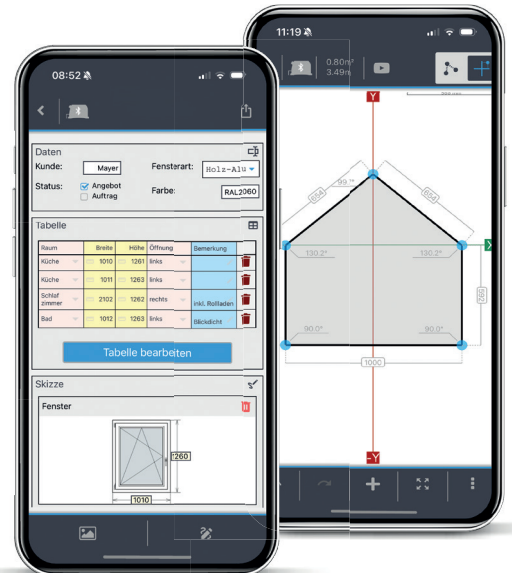 08:52
Daten
Kunde: Mayer Fensterart: Holz-Alu
Status: Angebot Farbe: RAL2060
Auftrag
Tabelle
Raum Breite Höhe Öffnung Bemerkung
Küche 1010 1261 links
Küche 1011 1263 links
Schlaf
zimmer 2102 1262 rechts inkl. Rollladen
Bad 1012 1263 links Blickdicht
Tabelle bearbeiten
Skizze
Fenster
1260
1010
11:19
0.80m²
3.49m
Y
99.7°
654
654
130.2°
130.2°
X
592
90.0°
90.0°
1000
-Y